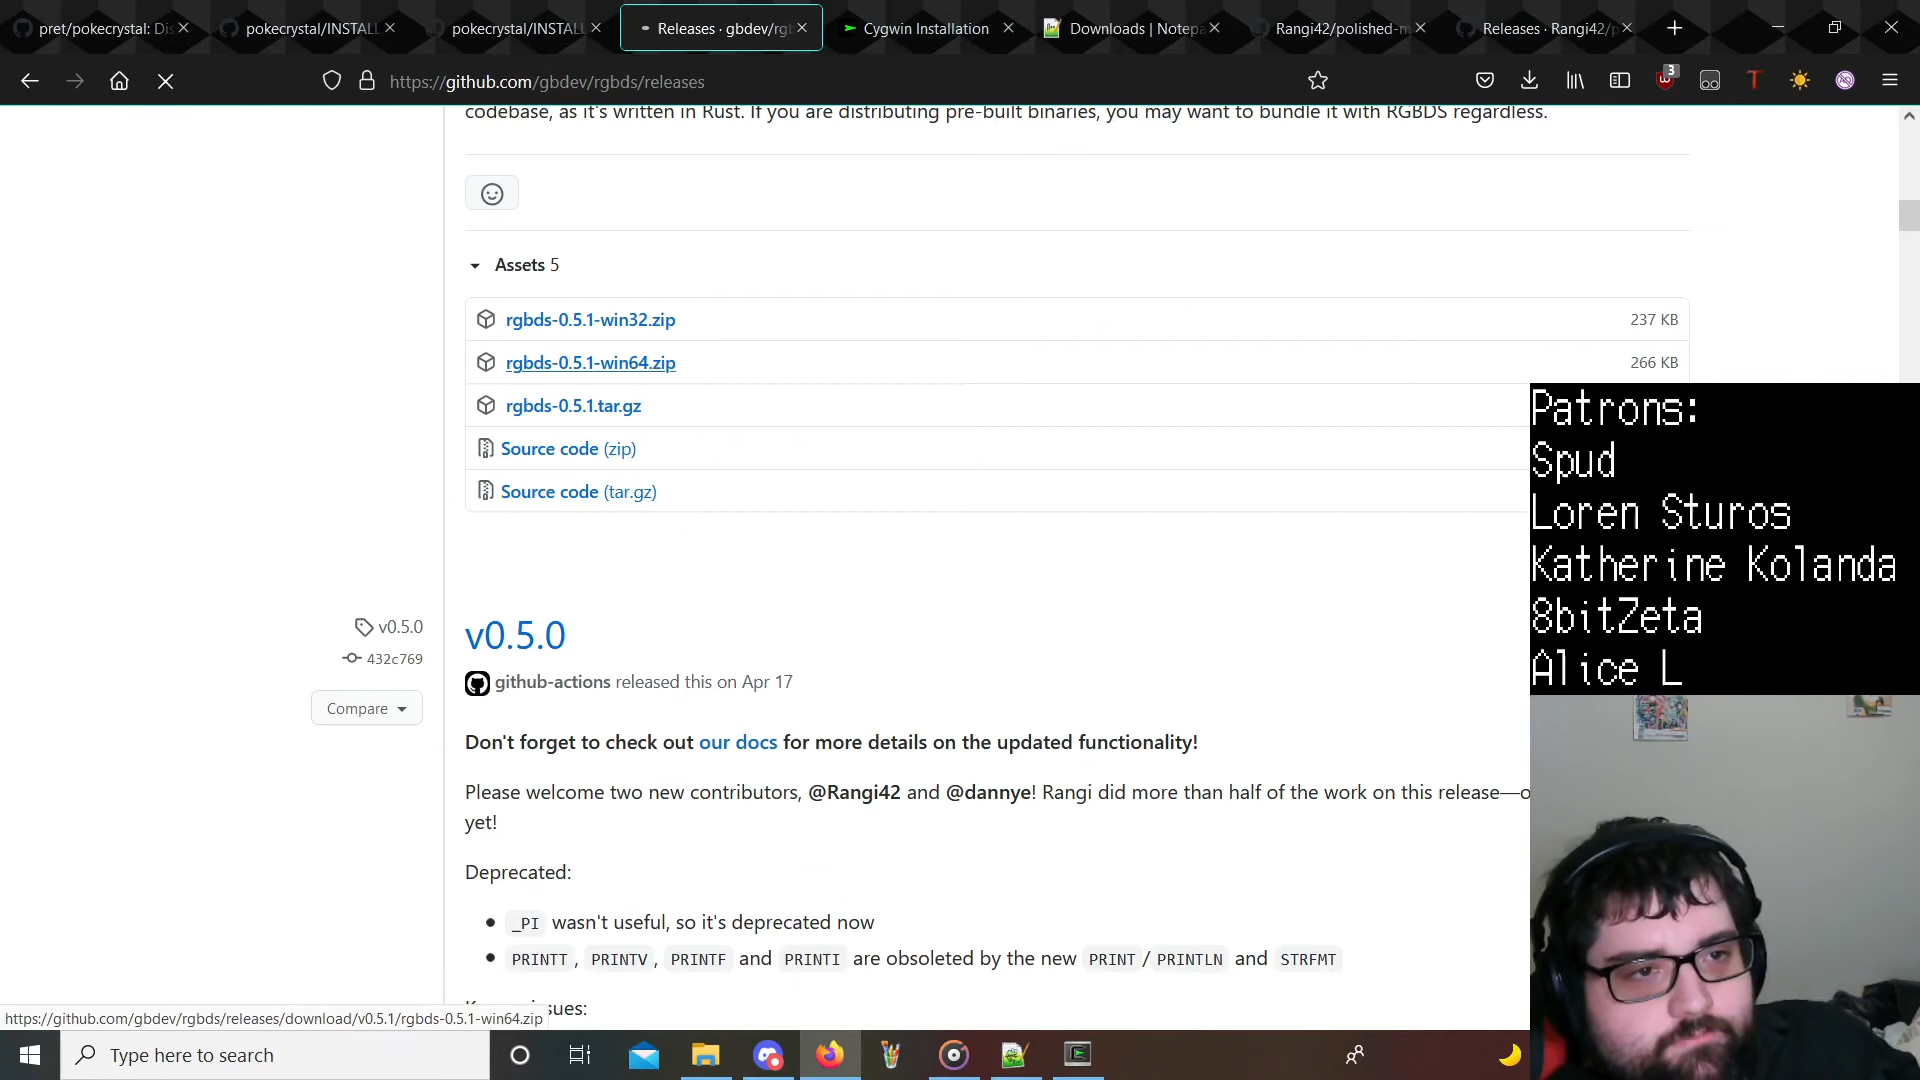 pret/pokecrystal: Dis
pokecrystal/INSTALL
pokecrystal/INSTALL
Releases · gbdev/rgb
Cygwin Installation
Downloads | Notepa
Rangi42/polished-m
Releases · Rangi42/p
https://github.com/gbdev/rgbds/releases
3
codebase, as it's written in Rust. If you are distributing pre-built binaries, you may want to bundle it with RGBDS regardless.
Assets 5
rgbds-0.5.1-win32.zip
237 KB
rgbds-0.5.1-win64.zip
266 KB
rgbds-0.5.1.tar.gz
Source code (zip)
Source code (tar.gz)
Patrons:
Spud
Loren Sturos
Katherine Kolanda
8bitZeta
Alice L
v0.5.0
432c769
Compare
v0.5.0
github-actions released this on Apr 17
Don't forget to check out our docs for more details on the updated functionality!
Please welcome two new contributors, @Rangi42 and @dannye! Rangi did more than half of the work on this release—o
yet!
Deprecated:
_PI wasn't useful, so it's deprecated now
PRINTT, PRINTV, PRINTF and PRINTI are obsoleted by the new PRINT/PRINTLN and STRFMT
sues:
https://github.com/gbdev/rgbds/releases/download/v0.5.1/rgbds-0.5.1-win64.zip
Type here to search